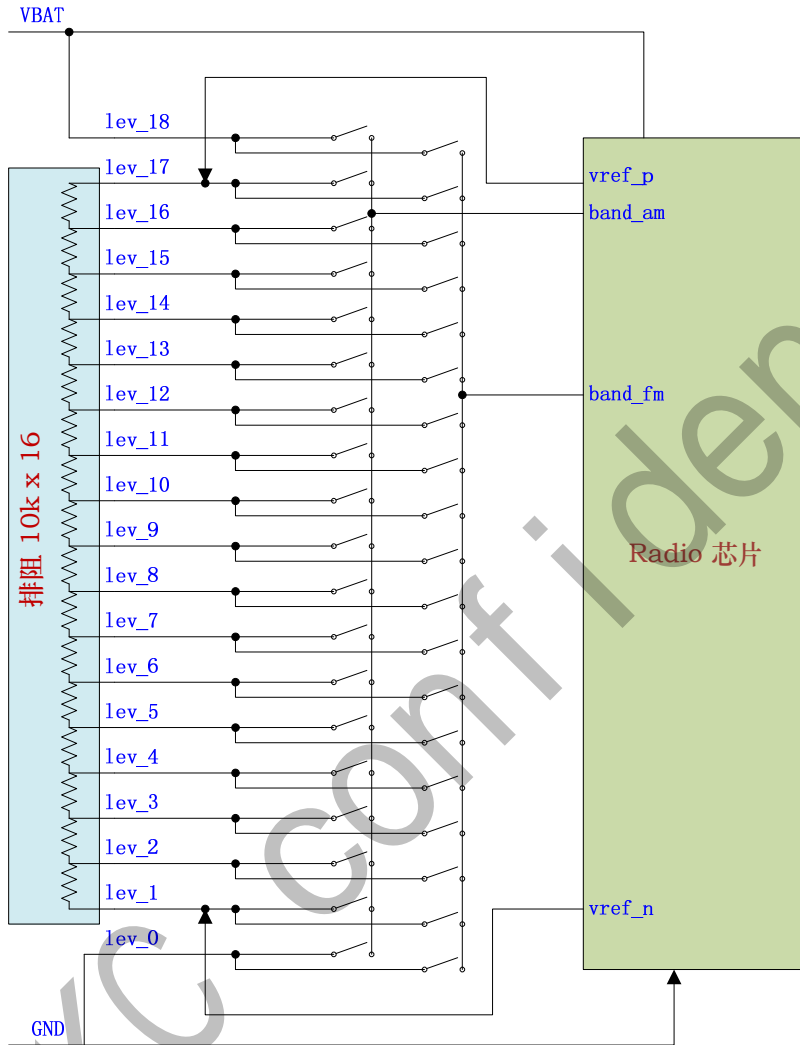 VBAT
lev_18
lev_17
vref_p
lev_16
band_am
lev_15
lev_14
lev_13
lev_12
band_fm
lev_11
lev_10
lev_9
排阻 10k x 16
Radio 芯片
lev_8
lev_7
lev_6
lev_5
lev_4
lev_3
lev_2
lev_1
vref_n
lev_0
GND